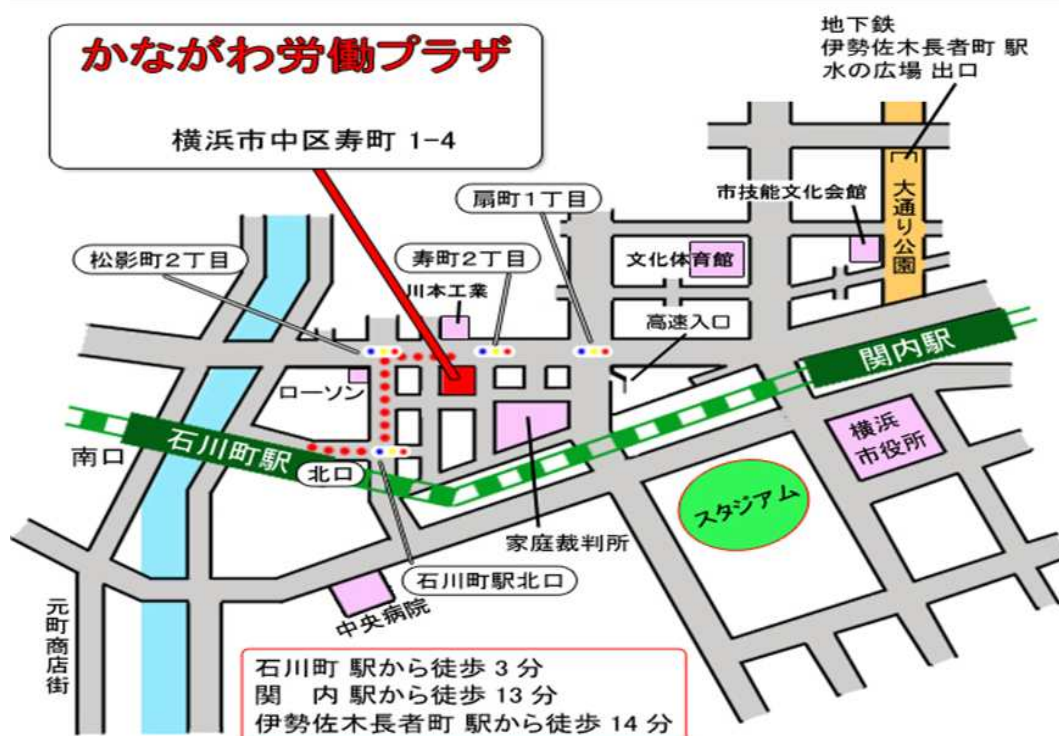 かながわ労働プラザ
横浜市中区寿町 1-4
地下鉄
伊勢佐木長者町 駅
水の広場 出口
市技能文化会館
大通り公園
扇町1丁目
松影町2丁目
寿町2丁目
文化体育館
川本工業
高速入口
関内駅
ローソン
石川町駅
南口
北口
横浜
市役所
スタジアム
家庭裁判所
石川町駅北口
中央病院
元町商店街
石川町 駅から徒歩 3 分
関　内 駅から徒歩 13 分
伊勢佐木長者町 駅から徒歩 14 分